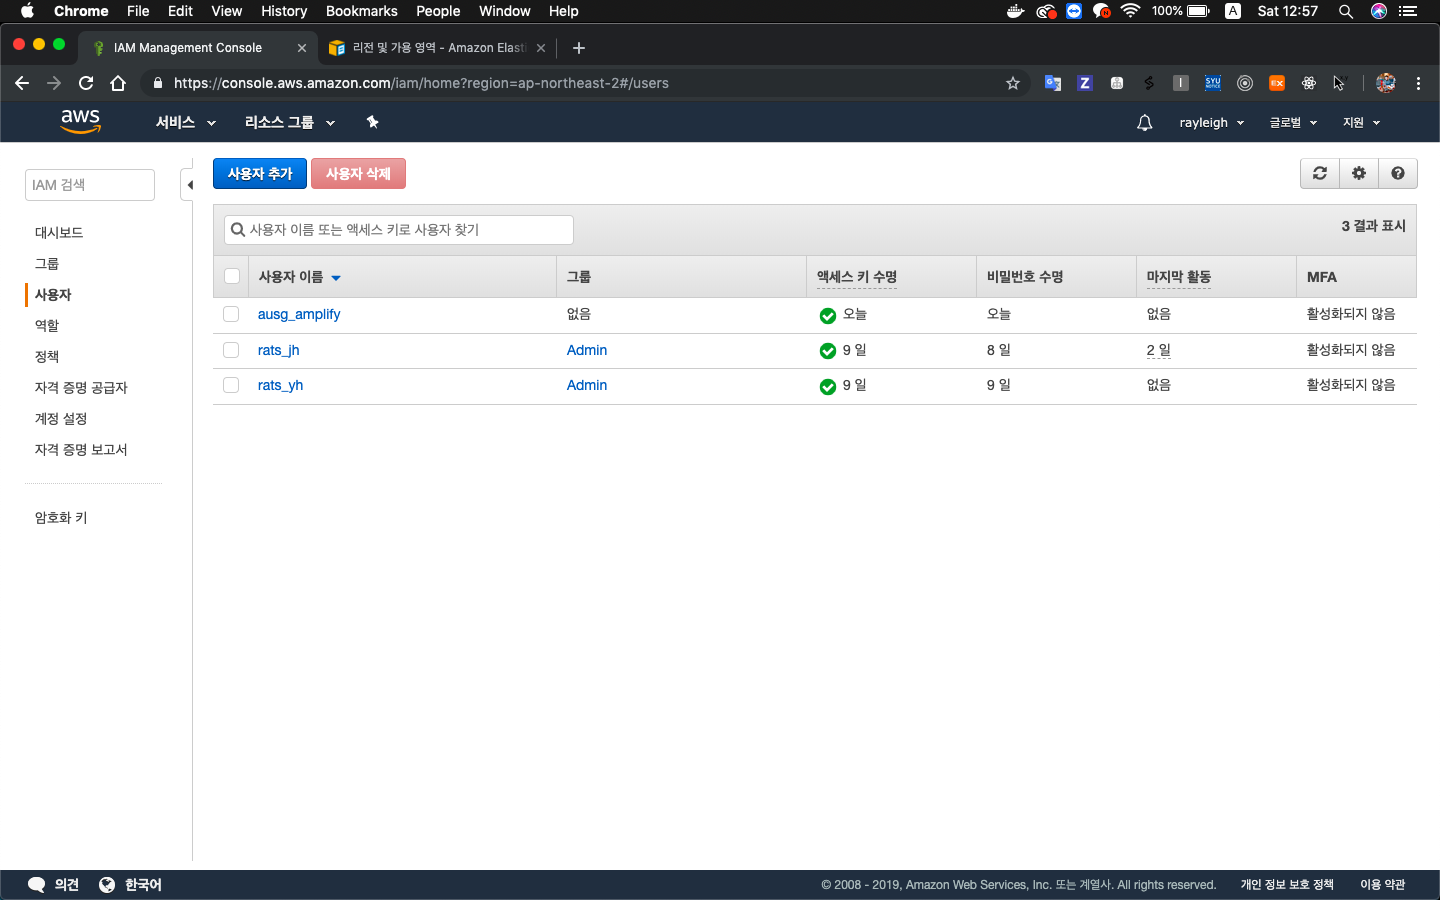 Chrome File Edit View History Bookmarks People Window Help 100% A Sat 12:57
IAM Management Console
리전 및 가용 영역 - Amazon Elasti
https://console.aws.amazon.com/iam/home?region=ap-northeast-2#/users
aws 서비스 리소스 그룹 rayleigh 글로벌 지원
IAM 검색
대시보드
그룹
사용자
역할
정책
자격 증명 공급자
계정 설정
자격 증명 보고서
암호화 키
사용자 추가 사용자 삭제
사용자 이름 또는 액세스 키로 사용자 찾기 3 결과 표시
사용자 이름 그룹 액세스 키 수명 비밀번호 수명 마지막 활동 MFA
ausg_amplify 없음 오늘 오늘 없음 활성화되지 않음
rats_jh Admin 9 일 8 일 2 일 활성화되지 않음
rats_yh Admin 9 일 9 일 없음 활성화되지 않음
의견 한국어 © 2008 - 2019, Amazon Web Services, Inc. 또는 계열사. All rights reserved. 개인 정보 보호 정책 이용 약관